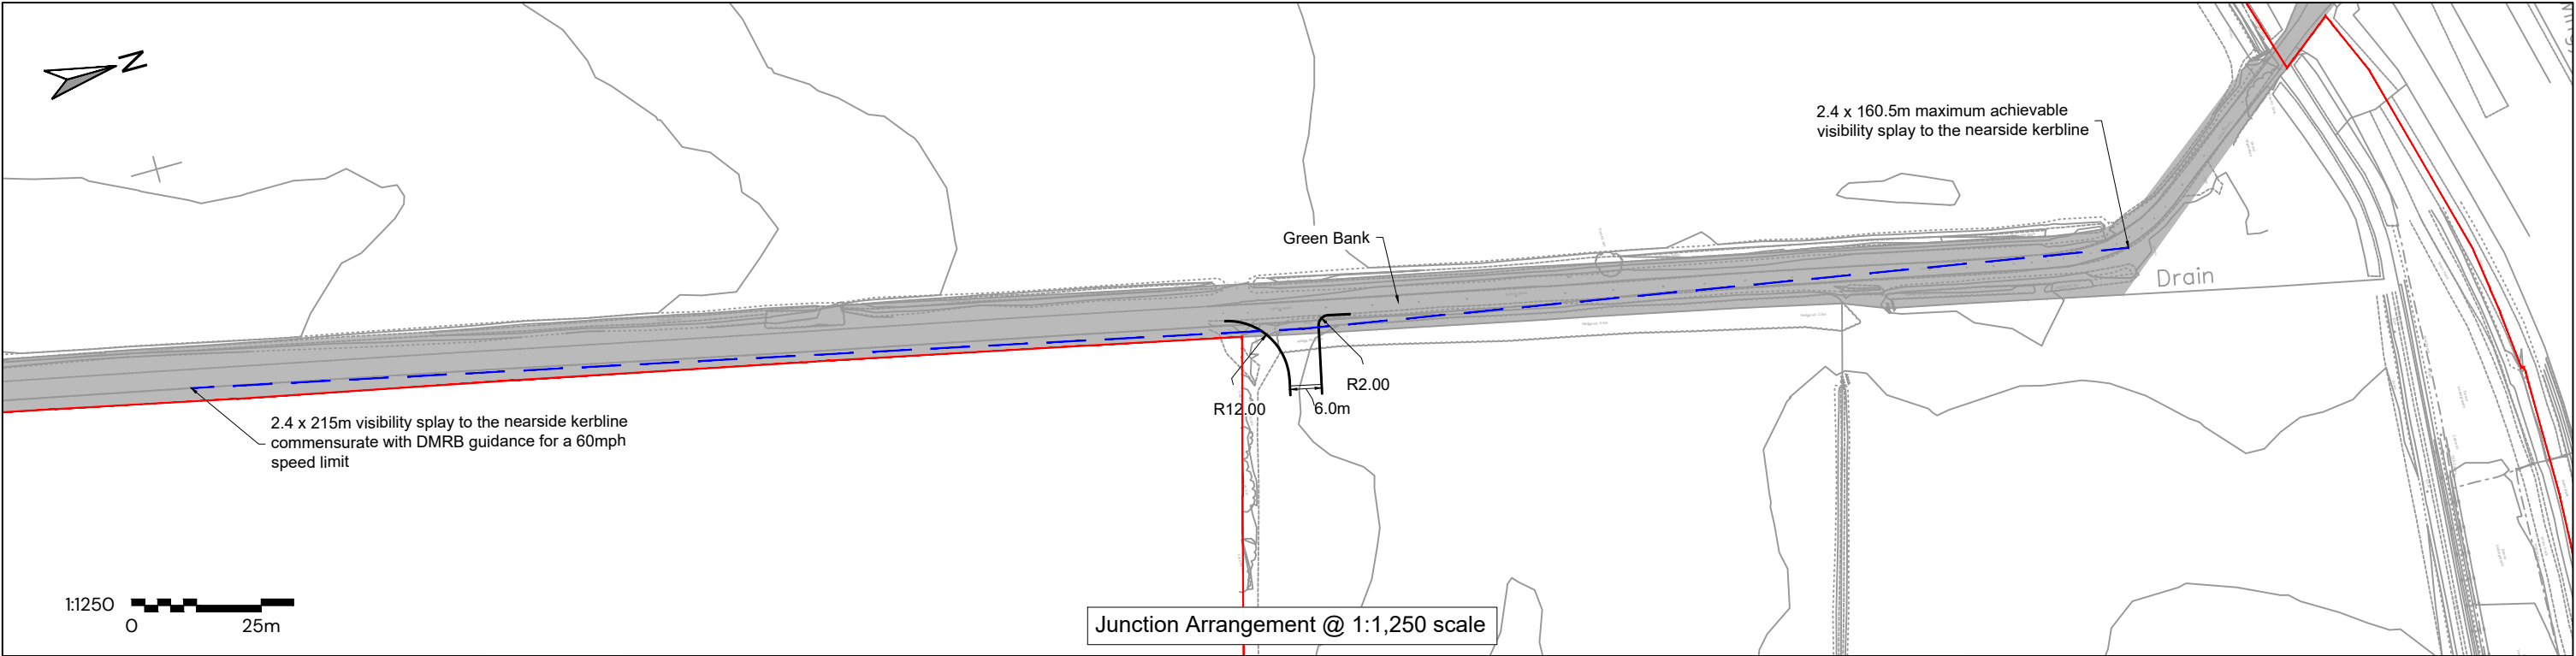 N
2.4 x 160.5m maximum achievable
visibility splay to the nearside kerbline
Green Bank
Drain
R2.00
R12.00
6.0m
2.4 x 215m visibility splay to the nearside kerbline
commensurate with DMRB guidance for a 60mph
speed limit
1:1250
0
25m
Junction Arrangement @ 1:1,250 scale